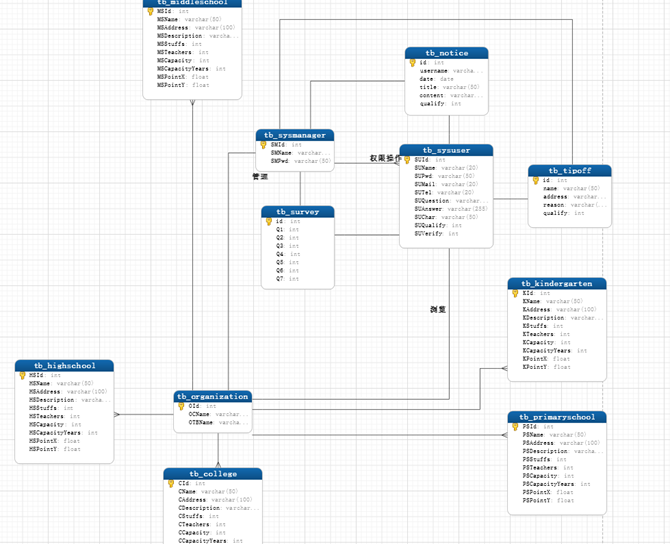 tb_middleschool
MSId: int
MSName: varchar(50)
MSAddress: varchar(100)
MSDescription: varcha...
MSStuffs: int
MSTeachers: int
MSCapacity: int
MSCapacityYears: int
MSPointX: float
MSPointY: float
tb_notice
id: int
username: varcha...
date: date
title: varchar(50)
content: varchar...
qualify: int
tb_sysmanager
SMId: int
SMName: varchar...
SMPwd: varchar(50)
权限操作
管理
tb_sysuser
SUId: int
SUName: varchar(20)
SUPwd: varchar(50)
SUMail: varchar(20)
SUTel: varchar(20)
SUQuestion: varchar...
SUAnswer: varchar(255)
SUChar: varchar(50)
SUQualify: int
SUVerify: int
tb_tipoff
id: int
name: varchar(50)
address: varchar...
reason: varchar(...
qualify: int
tb_survey
id: int
Q1: int
Q2: int
Q3: int
Q4: int
Q5: int
Q6: int
Q7: int
浏览
tb_kindergarten
KId: int
KName: varchar(50)
KAddress: varchar(100)
KDescription: varchar...
KStuffs: int
KTeachers: int
KCapacity: int
KCapacityYears: int
KPointX: float
KPointY: float
tb_highschool
HSId: int
HSName: varchar(50)
HSAddress: varchar(100)
HSDescription: varchar...
HSStuffs: int
HSTeachers: int
HSCapacity: int
HSCapacityYears: int
HSPointX: float
HSPointY: float
tb_organization
OId: int
OCName: varchar...
OTBName: varcha...
tb_primaryschool
PSId: int
PSName: varchar(50)
PSAddress: varchar(100)
PSDescription: varcha...
PSStuffs: int
PSTeachers: int
PSCapacity: int
PSCapacityYears: int
PSPointX: float
PSPointY: float
tb_college
CId: int
CName: varchar(50)
CAddress: varchar(100)
CDescription: varchar...
CStuffs: int
CTeachers: int
CCapacity: int
CCapacityYears: int